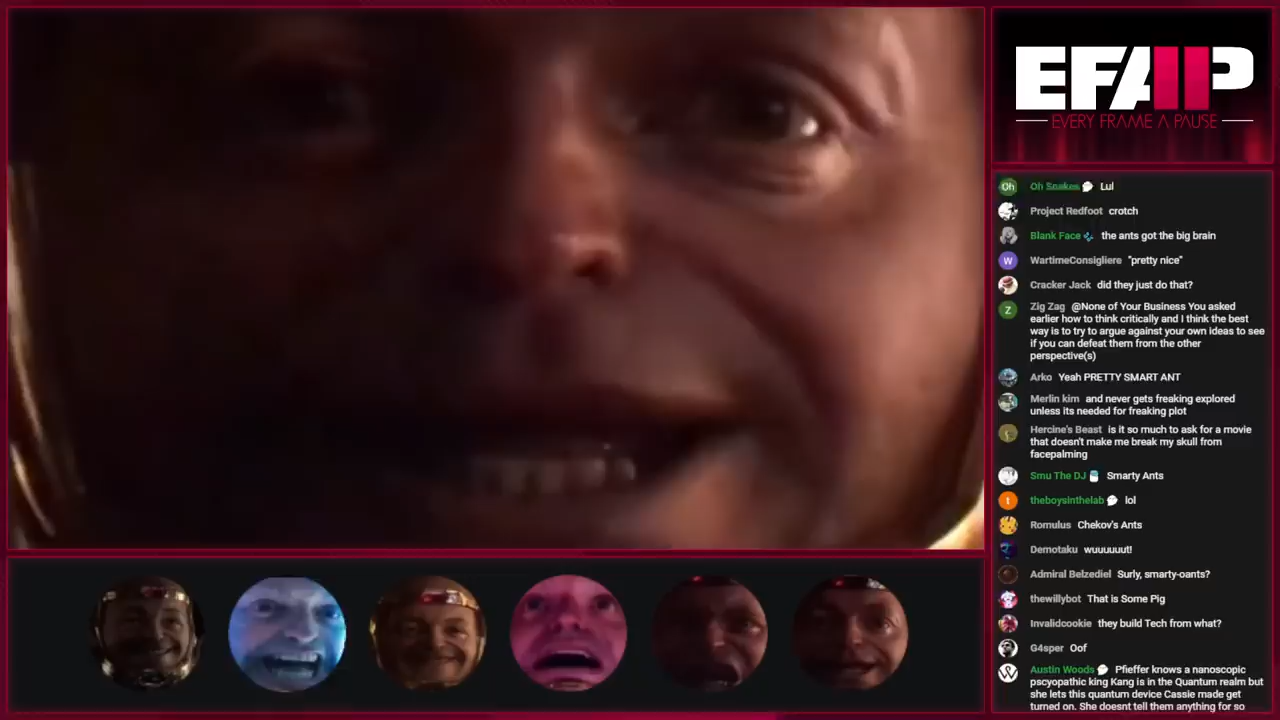 EFAP
EVERY FRAME A PAUSE
Oh
Oh Snakes Lul
Project Redfoot crotch
Blank Face the ants got the big brain
W
WartimeConsigliere "pretty nice"
Cracker Jack did they just do that?
Z
Zig Zag @None of Your Business You asked
earlier how to think critically and I think the best
way is to try to argue against your own ideas to see
if you can defeat them from the other
perspective(s)
Arko Yeah PRETTY SMART ANT
Merlin kim and never gets freaking explored
unless its needed for freaking plot
Hercine's Beast is it so much to ask for a movie
that doesn't make me break my skull from
facepalming
Smu The DJ Smarty Ants
t
theboysinthelab lol
Romulus Chekov's Ants
Demotaku wuuuuuut!
Admiral Belzediel Surly, smarty-oants?
thewillybot That is Some Pig
Invalidcookie they build Tech from what?
G4sper Oof
Austin Woods Pfieffer knows a nanoscopic
pscyopathic king Kang is in the Quantum realm but
she lets this quantum device Cassie made get
turned on. She doesnt tell them anything for so